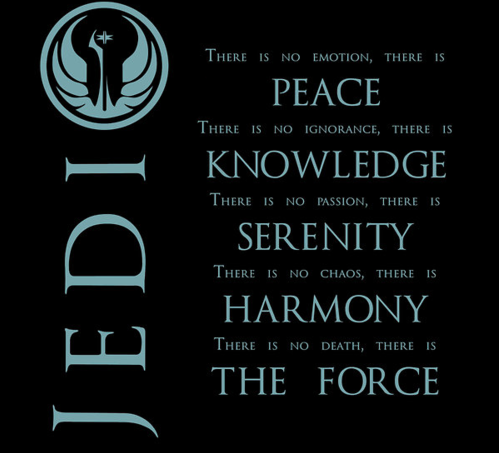 JEDI
There is no emotion, there is
PEACE
There is no ignorance, there is
KNOWLEDGE
There is no passion, there is
SERENITY
There is no chaos, there is
HARMONY
There is no death, there is
THE FORCE